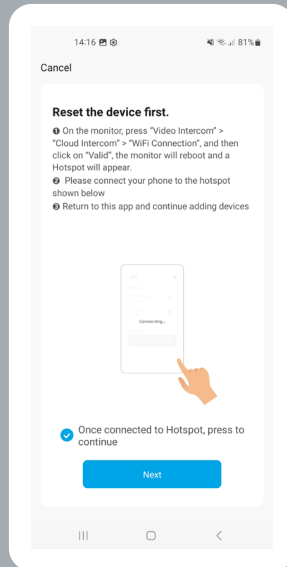 14:16 81%
Cancel
Reset the device first.
❶ On the monitor, press “Video Intercom” >
“Cloud Intercom” > “WiFi Connection”, and then
click on “Valid”, the monitor will reboot and a
Hotspot will appear.
❷ Please connect your phone to the hotspot
shown below
❸ Return to this app and continue adding devices
Connecting...
Once connected to Hotspot, press to
continue
Next